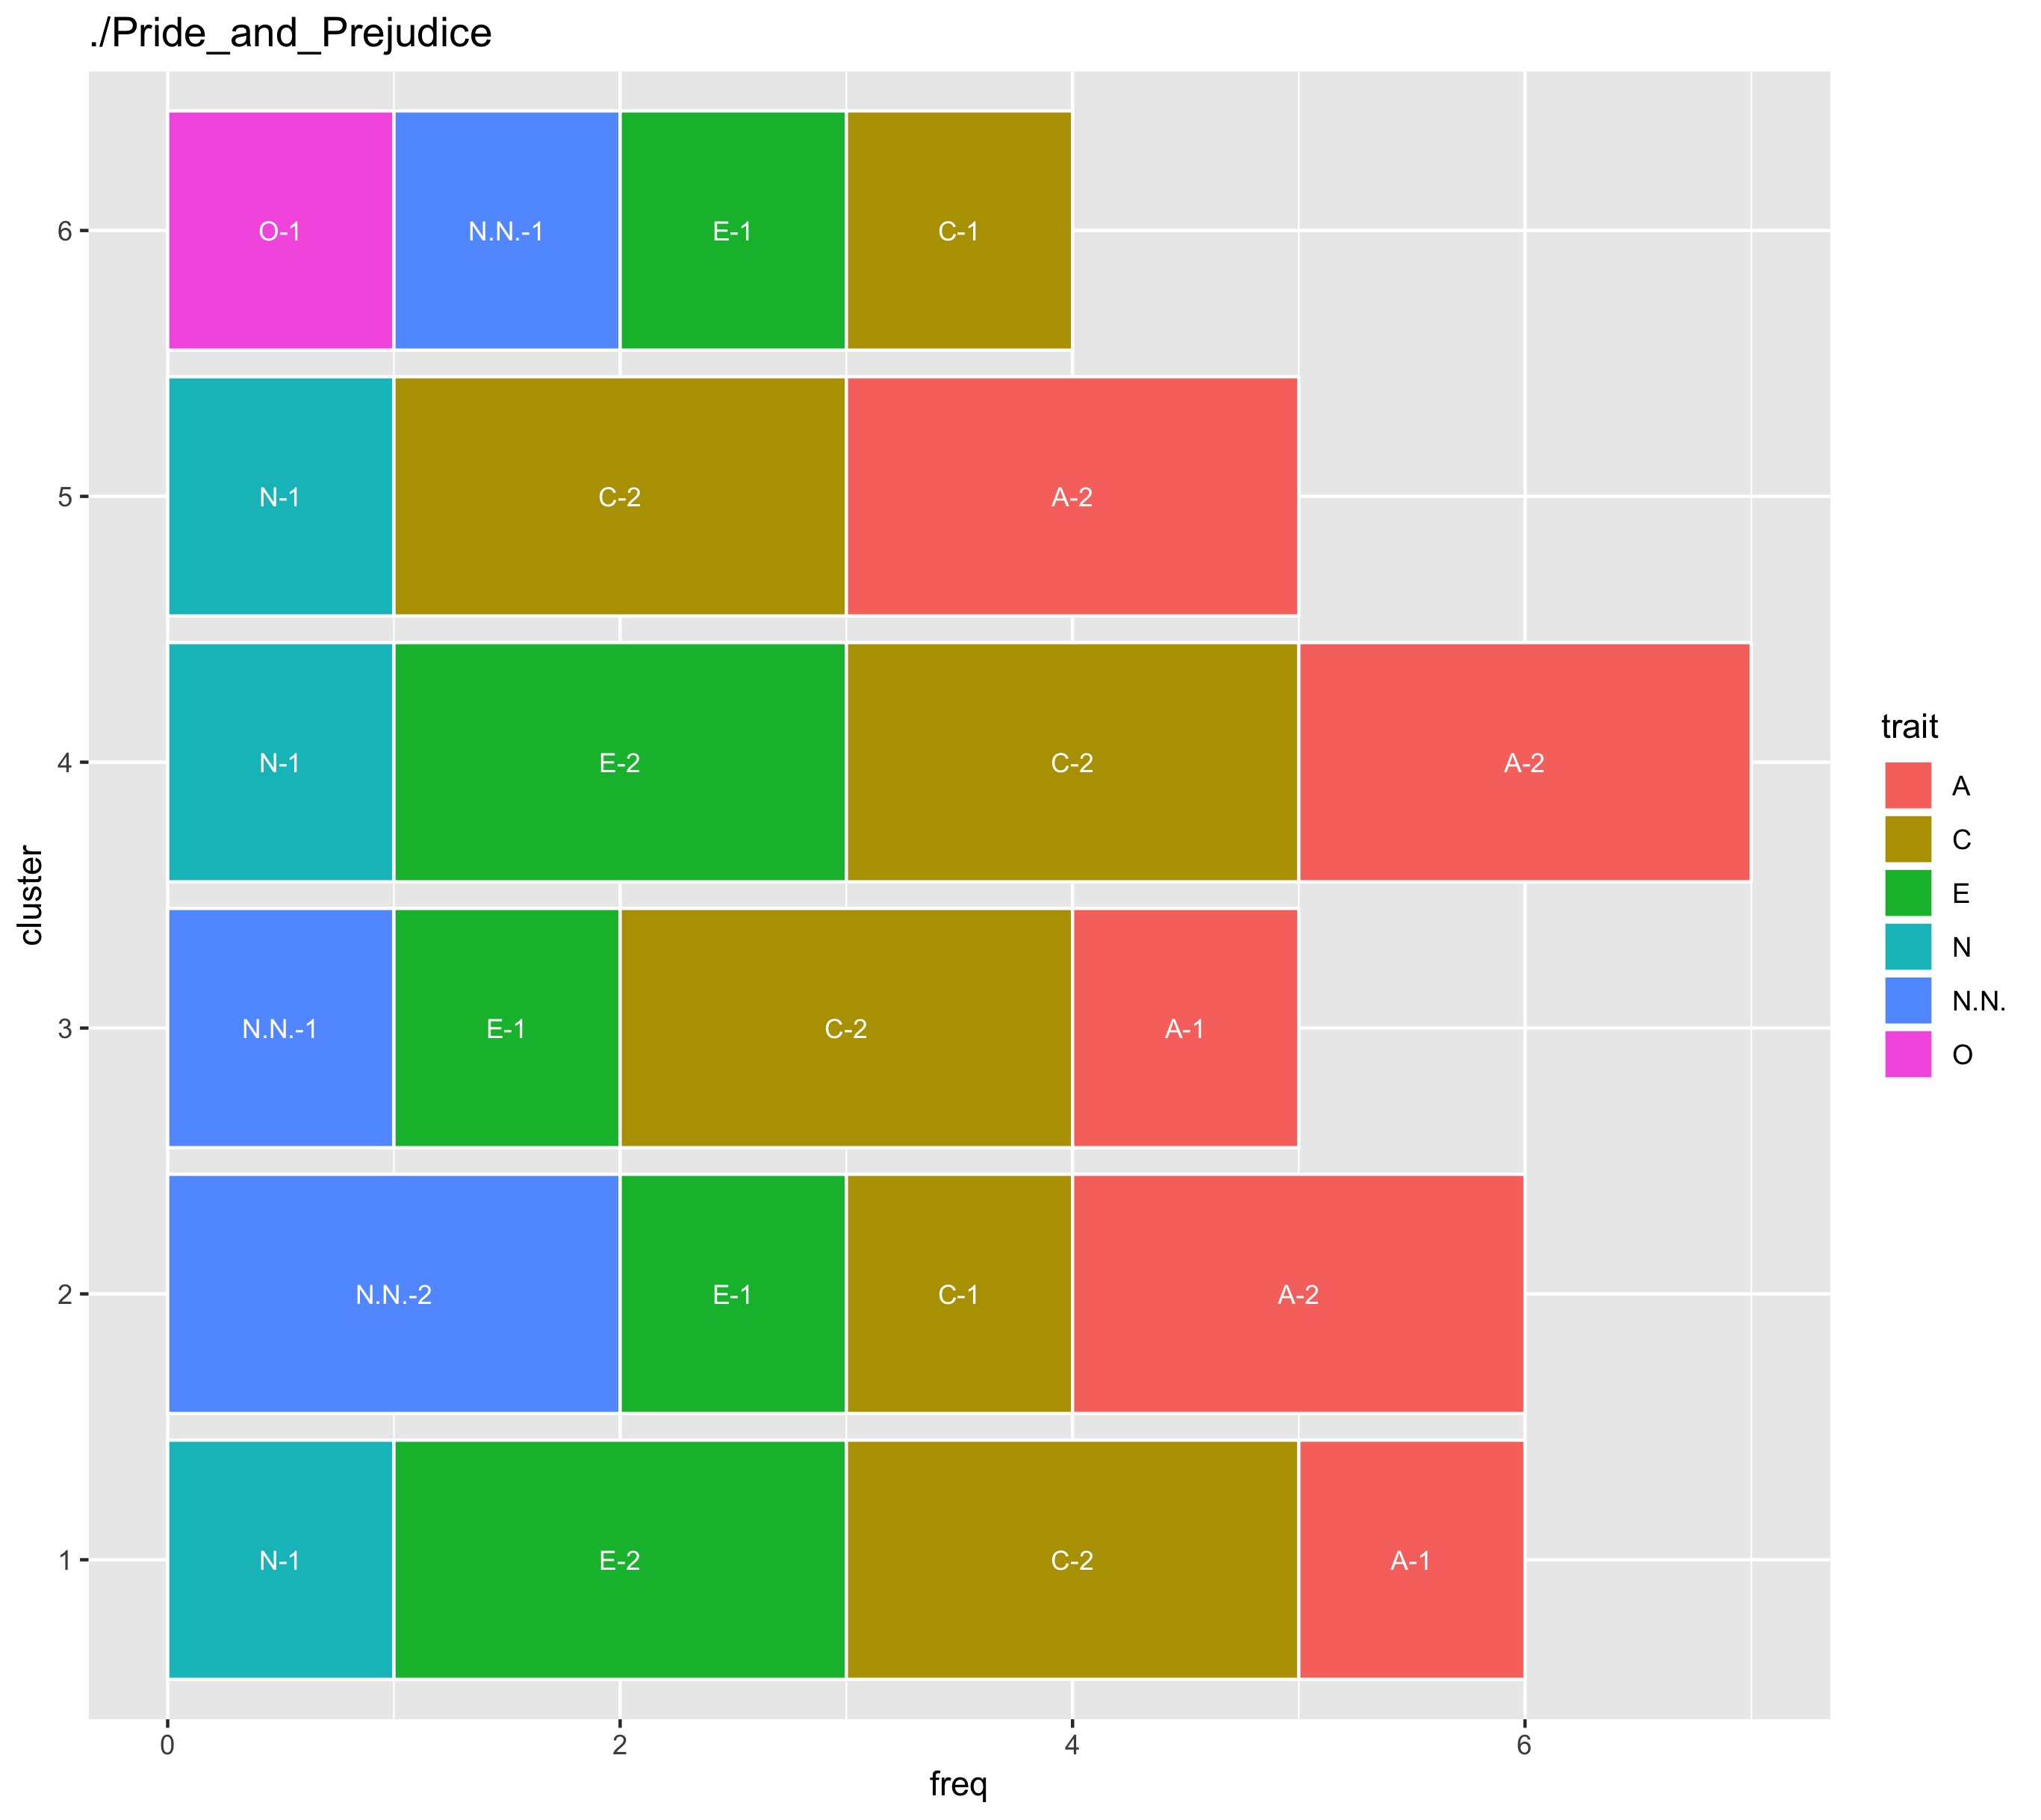 ./Pride_and_Prejudice
6
O-1 N.N.-1 E-1 C-1
5
N-1 C-2 A-2
4
N-1 E-2 C-2 A-2
3
N.N.-1 E-1 C-2 A-1
2
N.N.-2 E-1 C-1 A-2
1
N-1 E-2 C-2 A-1
0 2 4 6
freq
cluster
trait
A
C
E
N
N.N.
O